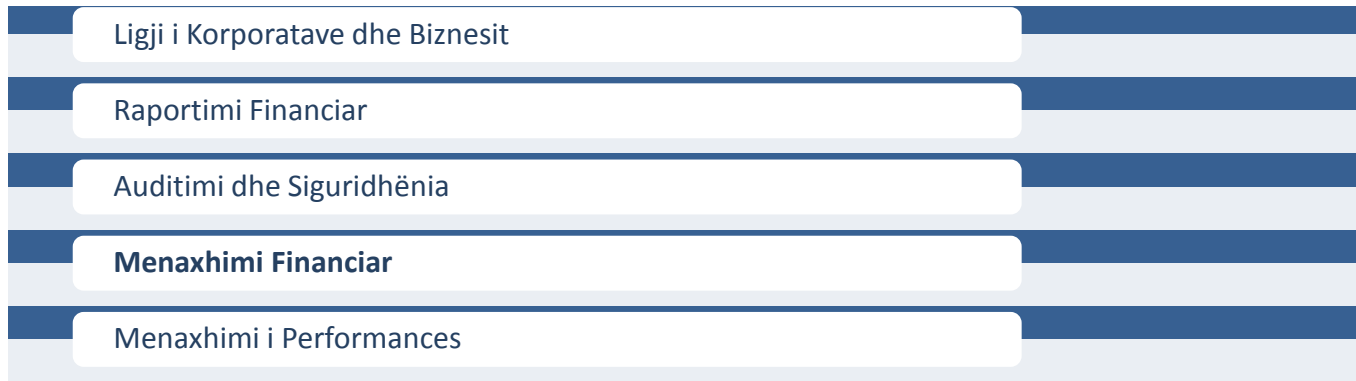 Ligji i Korporatave dhe Biznesit
Raportimi Financiar
Auditimi dhe Siguridhënia
Menaxhimi Financiar
Menaxhimi i Performances